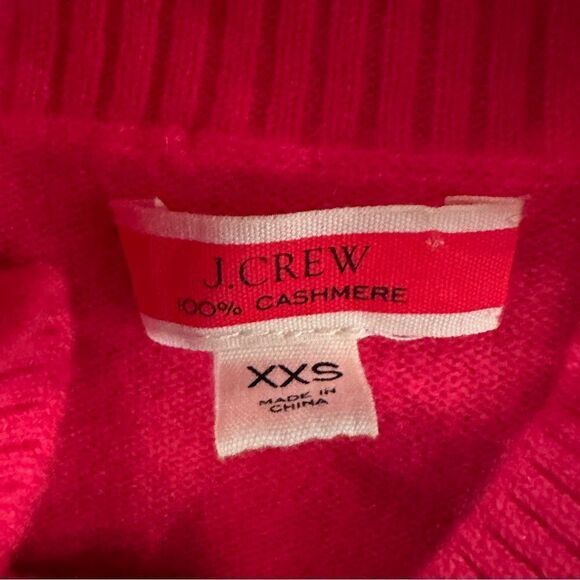 J.CREW
100% CASHMERE
XXS
MADE IN
CHINA